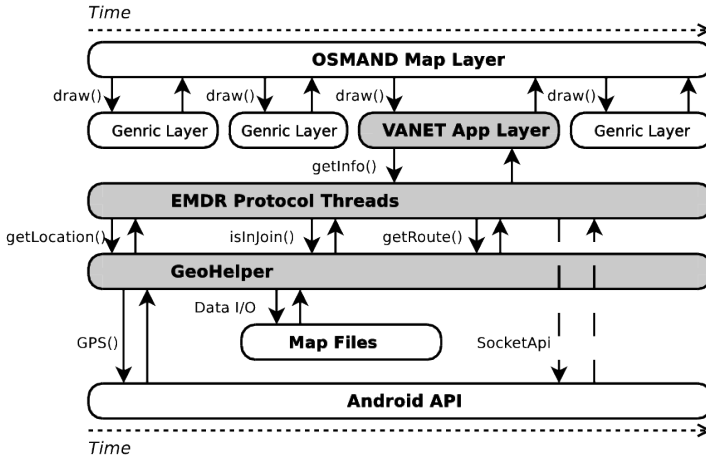 Time
OSMAND Map Layer
draw() draw() draw() draw()
Genric Layer Genric Layer VANET App Layer Genric Layer
getInfo()
EMDR Protocol Threads
getLocation() isInJoin() getRoute()
GeoHelper
Data I/O
Map Files
GPS() SocketApi
Android API
Time